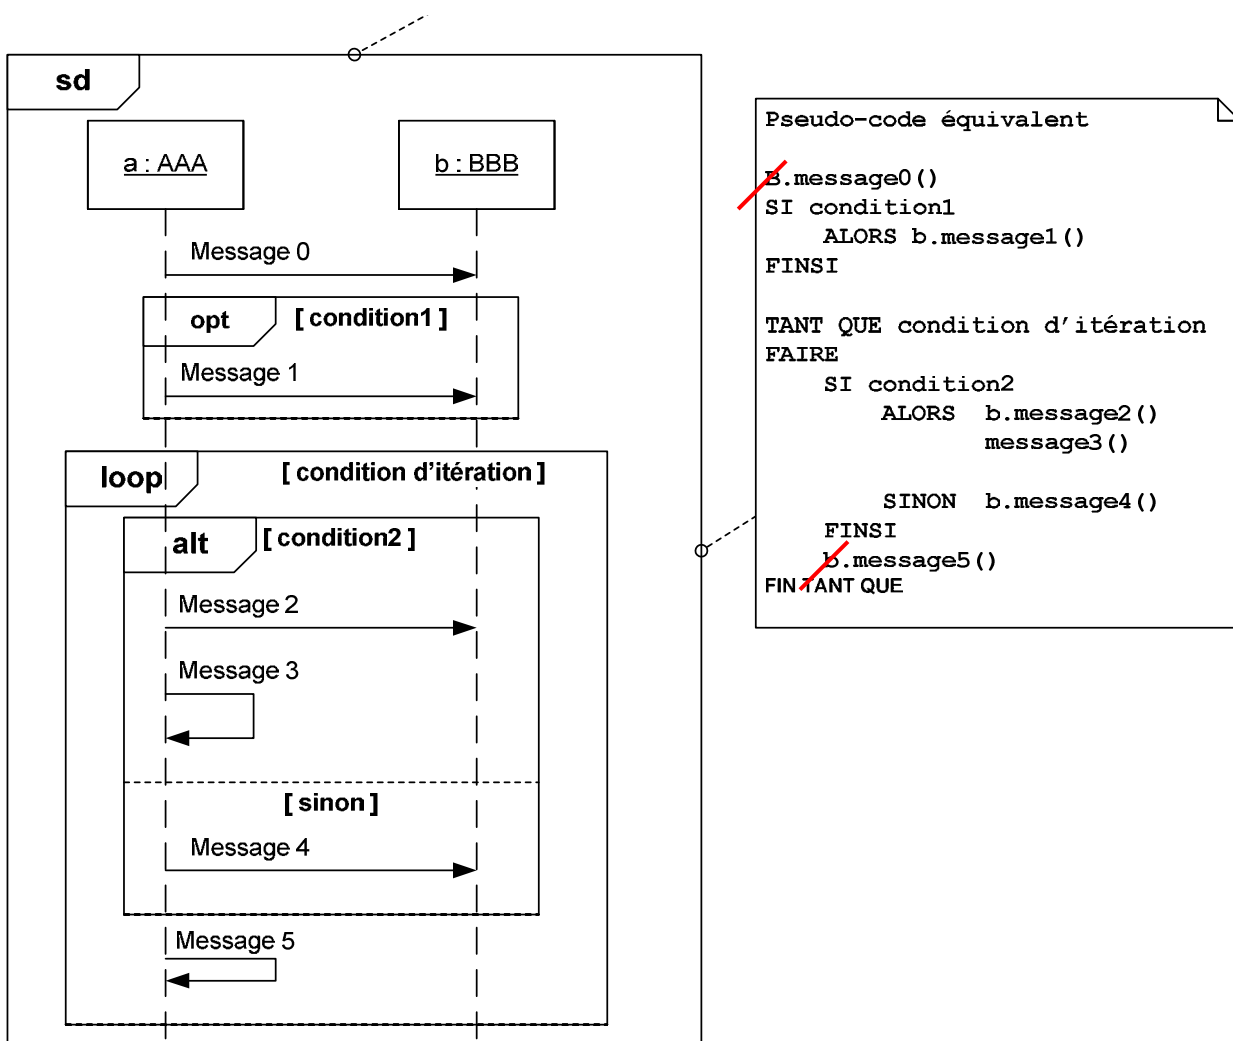 sd
a : AAA
b : BBB
Message 0
opt
[ condition1 ]
Message 1
loop
[ condition d'itération ]
alt
[ condition2 ]
Message 2
Message 3
[ sinon ]
Message 4
Message 5
Pseudo-code équivalent
B.message0()
SI condition1
ALORS b.message1()
FINSI
TANT QUE condition d'itération
FAIRE
SI condition2
ALORS b.message2()
message3()
SINON b.message4()
FINSI
b.message5()
FIN TANT QUE